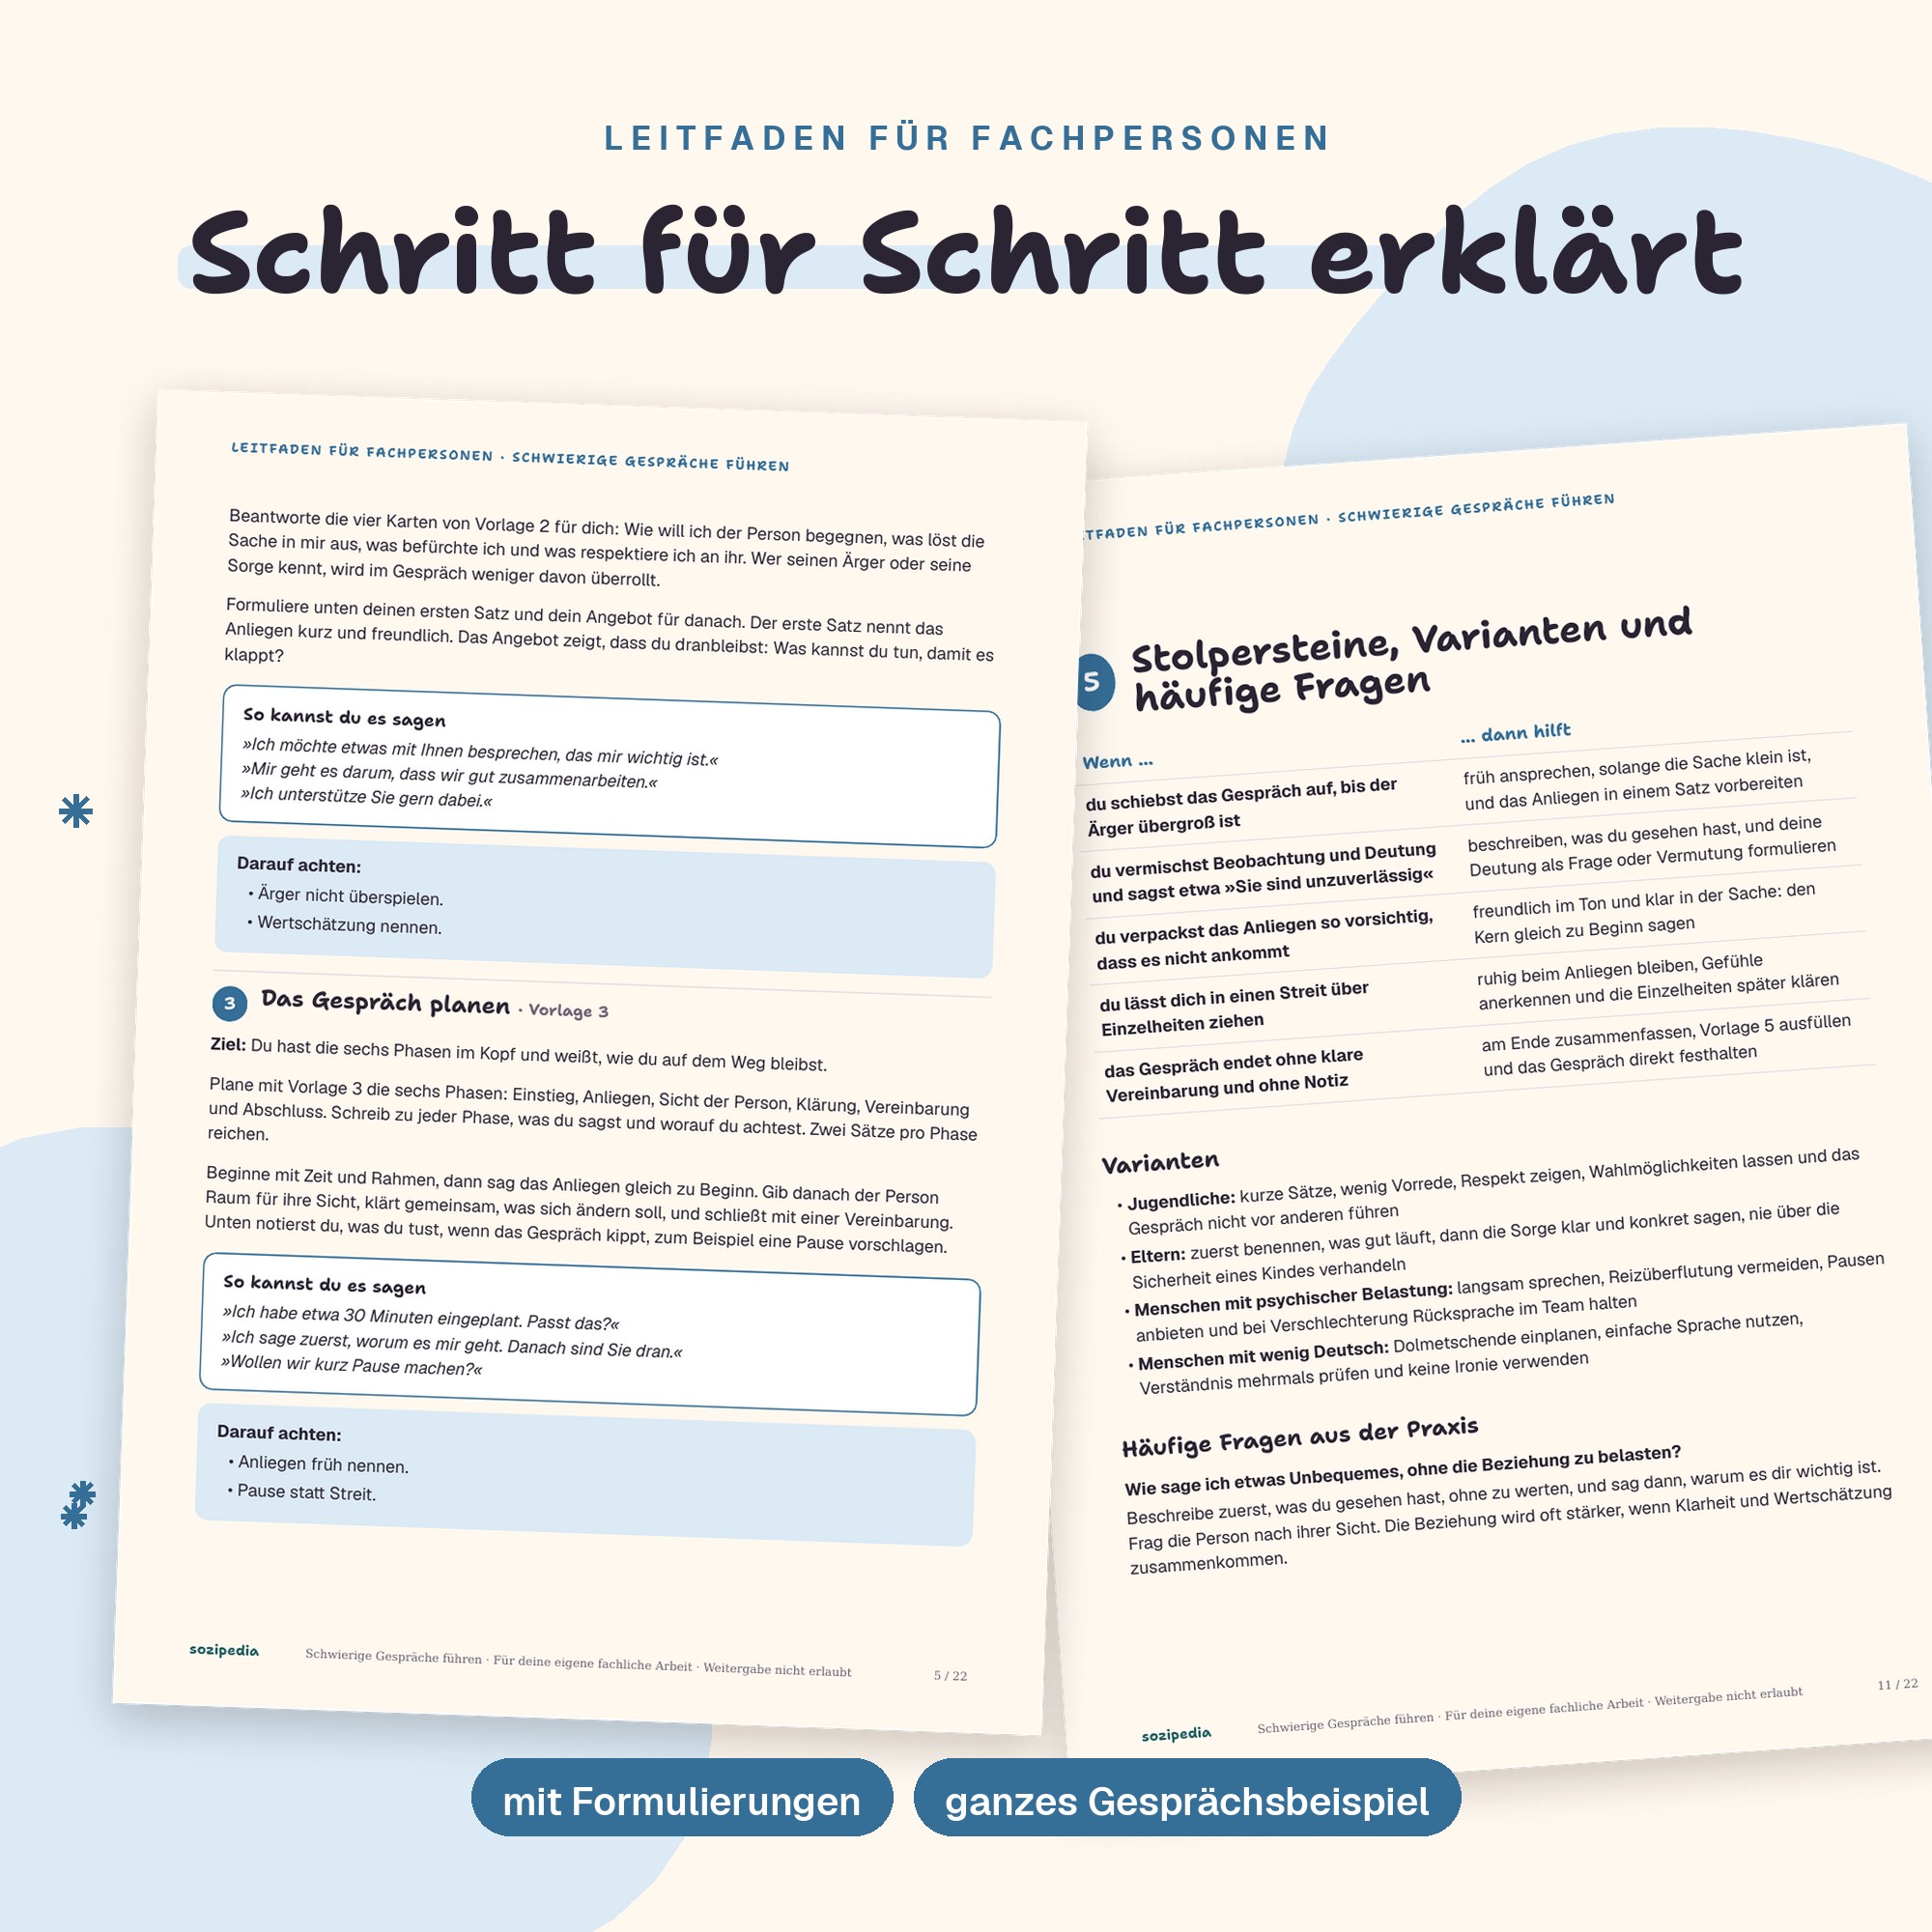 LEITFADEN FÜR FACHPERSONEN
Schritt für Schritt erklärt
LEITFADEN FÜR FACHPERSONEN · SCHWIERIGE GESPRÄCHE FÜHREN
Beantworte die vier Karten von Vorlage 2 für dich: Wie will ich der Person begegnen, was löst die
Sache in mir aus, was befürchte ich und was respektiere ich an ihr. Wer seinen Ärger oder seine
Sorge kennt, wird im Gespräch weniger davon überrollt.
Formuliere unten deinen ersten Satz und dein Angebot für danach. Der erste Satz nennt das
Anliegen kurz und freundlich. Das Angebot zeigt, dass du dranbleibst: Was kannst du tun, damit es
klappt?
So kannst du es sagen
»Ich möchte etwas mit Ihnen besprechen, das mir wichtig ist.«
»Mir geht es darum, dass wir gut zusammenarbeiten.«
»Ich unterstütze Sie gern dabei.«
Darauf achten:
• Ärger nicht überspielen.
• Wertschätzung nennen.
3 Das Gespräch planen · Vorlage 3
Ziel: Du hast die sechs Phasen im Kopf und weißt, wie du auf dem Weg bleibst.
Plane mit Vorlage 3 die sechs Phasen: Einstieg, Anliegen, Sicht der Person, Klärung, Vereinbarung
und Abschluss. Schreib zu jeder Phase, was du sagst und worauf du achtest. Zwei Sätze pro Phase
reichen.
Beginne mit Zeit und Rahmen, dann sag das Anliegen gleich zu Beginn. Gib danach der Person
Raum für ihre Sicht, klärt gemeinsam, was sich ändern soll, und schließt mit einer Vereinbarung.
Unten notierst du, was du tust, wenn das Gespräch kippt, zum Beispiel eine Pause vorschlagen.
So kannst du es sagen
»Ich habe etwa 30 Minuten eingeplant. Passt das?«
»Ich sage zuerst, worum es mir geht. Danach sind Sie dran.«
»Wollen wir kurz Pause machen?«
Darauf achten:
• Anliegen früh nennen.
• Pause statt Streit.
sozipedia Schwierige Gespräche führen · Für deine eigene fachliche Arbeit · Weitergabe nicht erlaubt 5 / 22
TFADEN FÜR FACHPERSONEN · SCHWIERIGE GESPRÄCHE FÜHREN
5 Stolpersteine, Varianten und
häufige Fragen
Wenn ... ... dann hilft
du schiebst das Gespräch auf, bis der
Ärger übergroß ist
früh ansprechen, solange die Sache klein ist,
und das Anliegen in einem Satz vorbereiten
du vermischst Beobachtung und Deutung
und sagst etwa »Sie sind unzuverlässig«
beschreiben, was du gesehen hast, und deine
Deutung als Frage oder Vermutung formulieren
du verpackst das Anliegen so vorsichtig,
dass es nicht ankommt
freundlich im Ton und klar in der Sache: den
Kern gleich zu Beginn sagen
du lässt dich in einen Streit über
Einzelheiten ziehen
ruhig beim Anliegen bleiben, Gefühle
anerkennen und die Einzelheiten später klären
das Gespräch endet ohne klare
Vereinbarung und ohne Notiz
am Ende zusammenfassen, Vorlage 5 ausfüllen
und das Gespräch direkt festhalten
Varianten
• Jugendliche: kurze Sätze, wenig Vorrede, Respekt zeigen, Wahlmöglichkeiten lassen und das
Gespräch nicht vor anderen führen
• Eltern: zuerst benennen, was gut läuft, dann die Sorge klar und konkret sagen, nie über die
Sicherheit eines Kindes verhandeln
• Menschen mit psychischer Belastung: langsam sprechen, Reizüberflutung vermeiden, Pausen
anbieten und bei Verschlechterung Rücksprache im Team halten
• Menschen mit wenig Deutsch: Dolmetschende einplanen, einfache Sprache nutzen,
Verständnis mehrmals prüfen und keine Ironie verwenden
Häufige Fragen aus der Praxis
Wie sage ich etwas Unbequemes, ohne die Beziehung zu belasten?
Beschreibe zuerst, was du gesehen hast, ohne zu werten, und sag dann, warum es dir wichtig ist.
Frag die Person nach ihrer Sicht. Die Beziehung wird oft stärker, wenn Klarheit und Wertschätzung
zusammenkommen.
sozipedia Schwierige Gespräche führen · Für deine eigene fachliche Arbeit · Weitergabe nicht erlaubt 11 / 22
mit Formulierungen
ganzes Gesprächsbeispiel